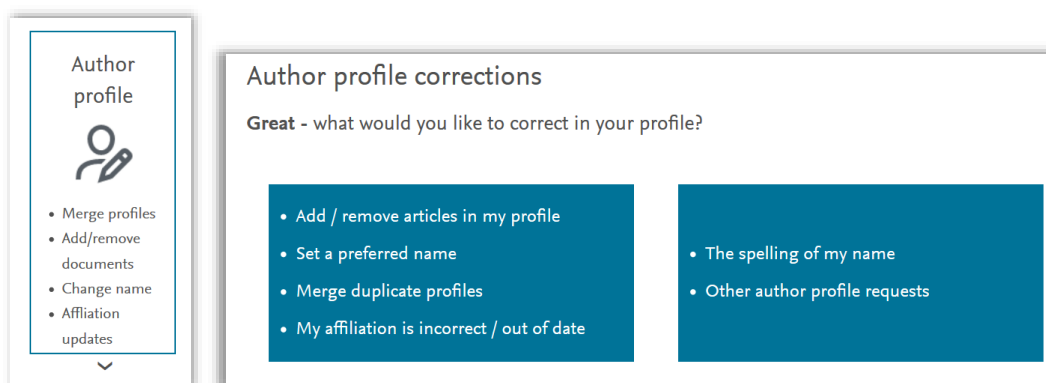 Author
profile
• Merge profiles
• Add/remove
documents
• Change name
• Affliation
updates
Author profile corrections
Great - what would you like to correct in your profile?
• Add / remove articles in my profile
• Set a preferred name
• Merge duplicate profiles
• My affiliation is incorrect / out of date
• The spelling of my name
• Other author profile requests